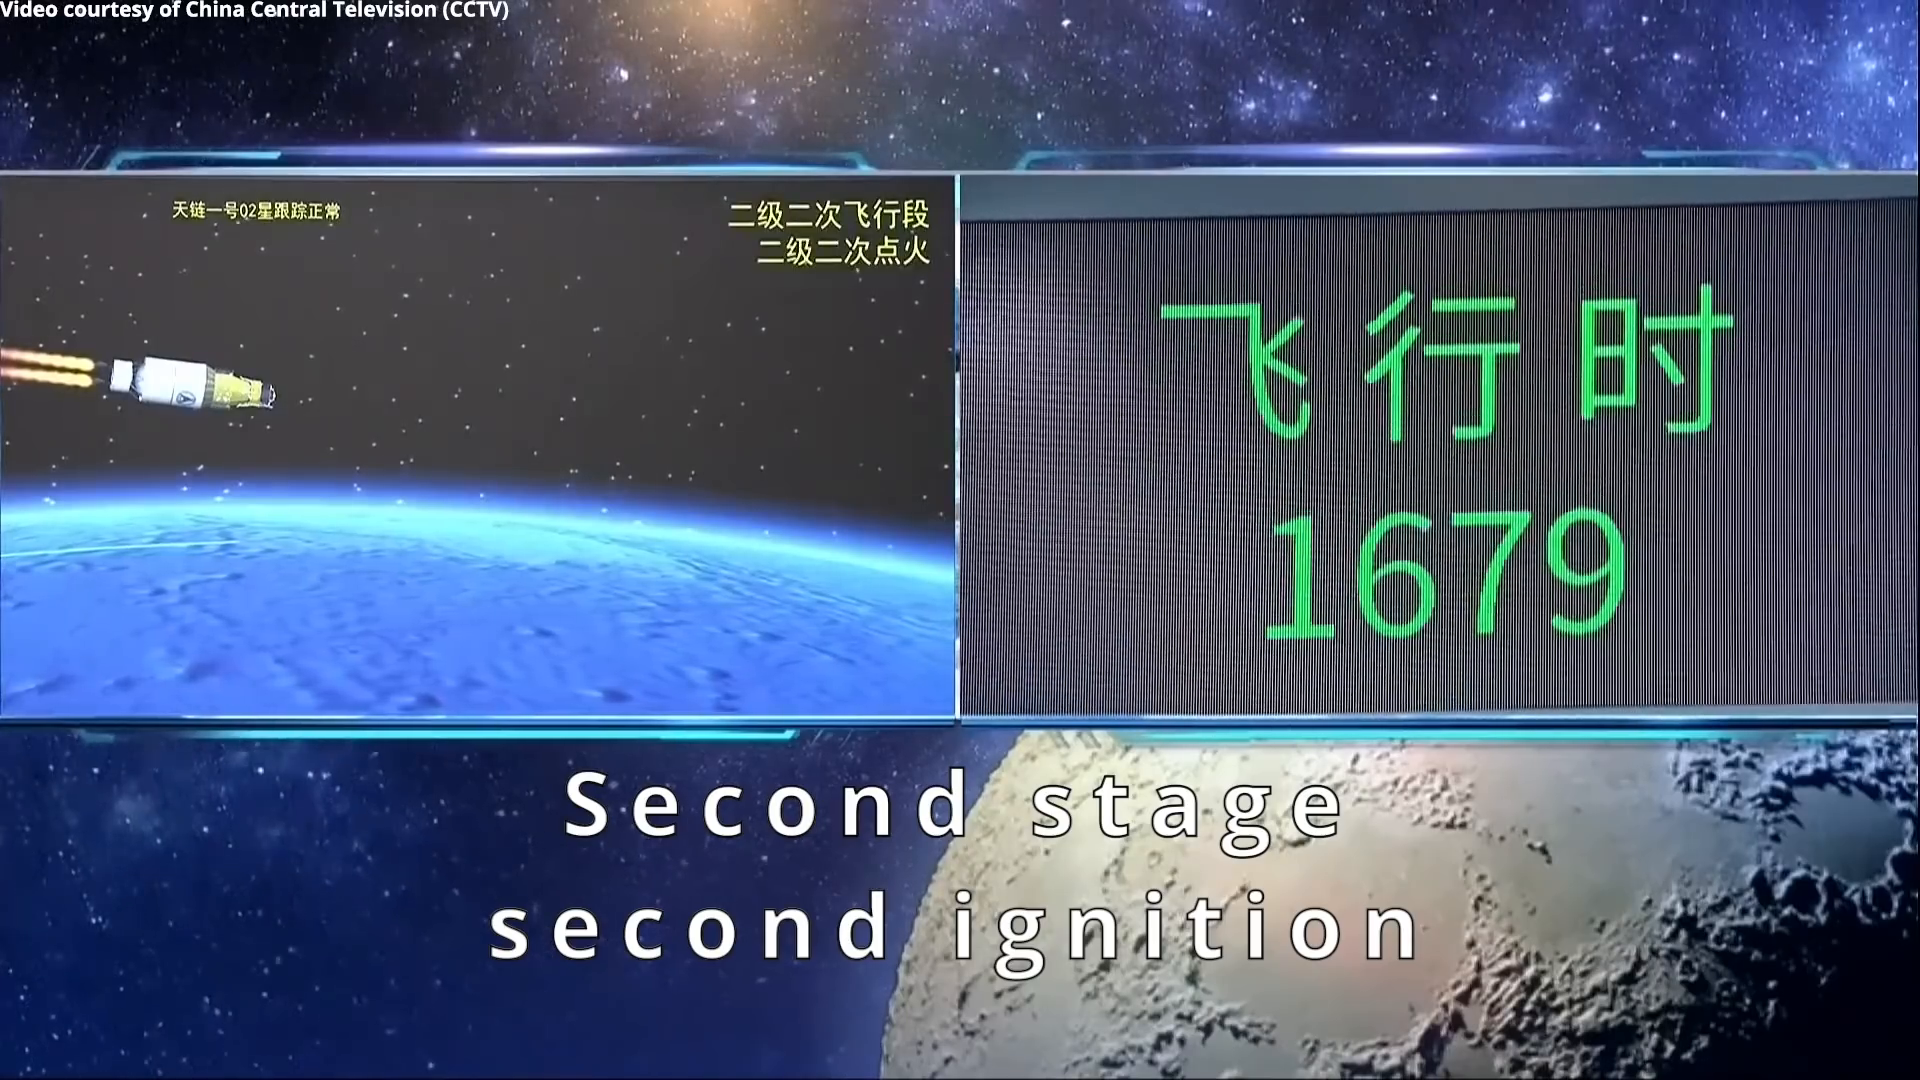 Video courtesy of China Central Television (CCTV)
天链一号02星跟踪正常
二级二次飞行段
二级二次点火
飞行时
1679
Second stage
second ignition